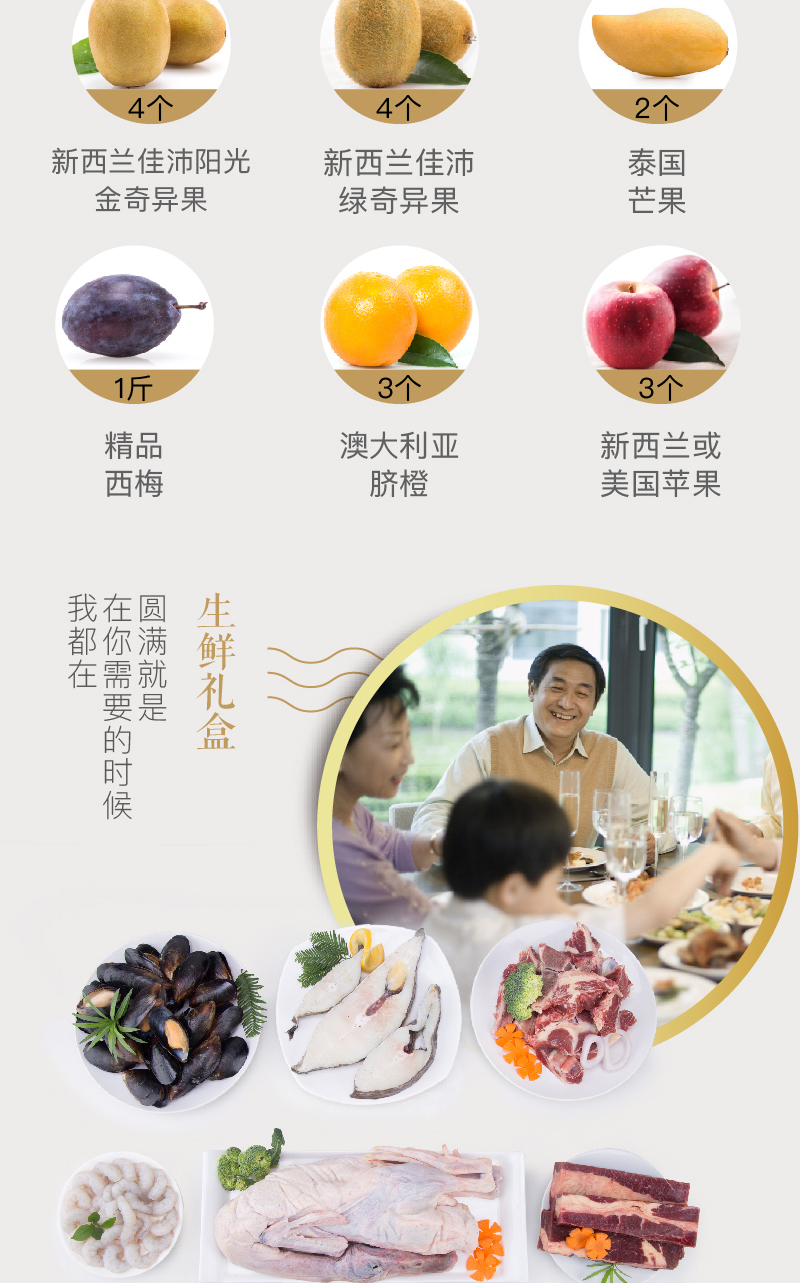 4个
4个
2个
新西兰佳沛阳光
金奇异果
新西兰佳沛
绿奇异果
泰国
芒果
1斤
3个
3个
精品
西梅
澳大利亚
脐橙
新西兰或
美国苹果
生鲜礼盒
圆满就是
在你需要的时候
我都在